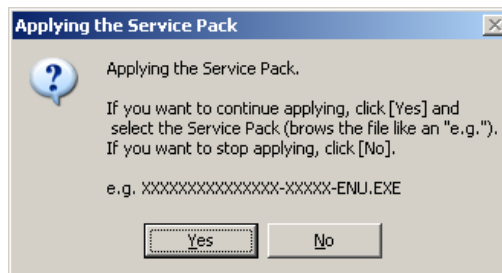 Applying the Service Pack
Applying the Service Pack.
If you want to continue applying, click [Yes] and
select the Service Pack (brows the file like an "e.g.").
If you want to stop applying, click [No].
e.g. XXXXXXXXXXXXXXX-XXXXX-ENU.EXE
Yes
No